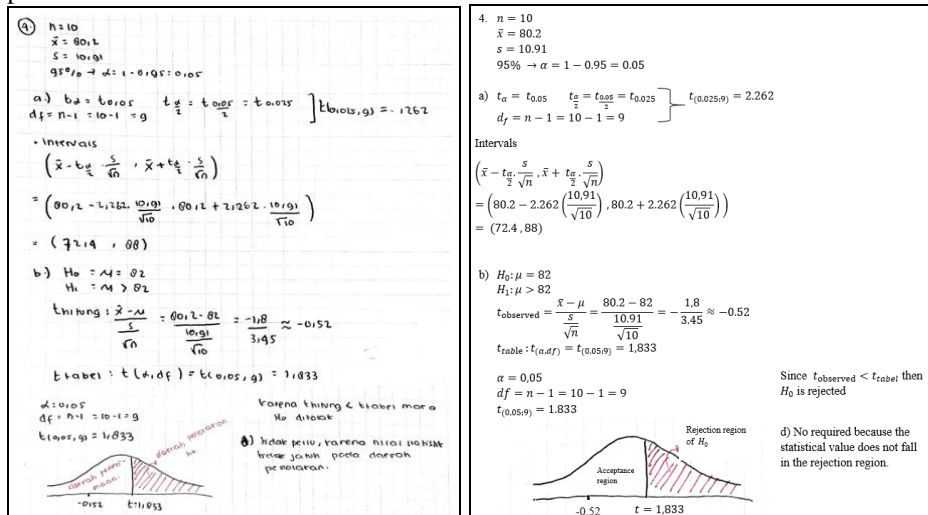 4.
n = 10
x̄ = 80,2
s = 10,91
95% → α = 1 - 0,95 = 0,05
a.) tα = t0,05  tα/2 = t0,05/2 = t0,025 ] t(0,025,9) = 
df = n-1 = 10-1 = 9
• Intervals
(x̄ - tα/2 · s/√n , x̄ + tα/2 · s/√n)
= (80,2 - 2,262 · 10,91/√10 , 80,2 + 2,262 · 10,91/√10)
= (72,4 , 88)
b.) H0 = μ = 82
H1 = μ > 82
thitung : x̄-μ / s/√n = 80,2-82 / 10,91/√10 = -1,8/3,45 ≈ -0,52
ttabel : t(α,df) = t(0,05,9) = 1,833
α = 0,05
df = n-1 = 10-1 = 9
t(0,05,9) = 1,833
karena thitung < ttabel maka
H0 ditolak
d) tidak perlu, karena nilai
jatuh pada daerah
penolakan.
daerah penolakan
H0
daerah
-0,52  t=1,833
4. n = 10
x̄ = 80.2
s = 10.91
95% → α = 1 − 0.95 = 0.05
a) tα = t0.05  tα/2 = t0.05/2 = t0.025  t(0.025;9) = 2.262
df = n − 1 = 10 − 1 = 9
Intervals
(x̄ − tα/2 . s/√n , x̄ + tα/2 . s/√n)
= (80.2 − 2.262 (10,91/√10) , 80.2 + 2.262 (10,91/√10))
= (72.4 , 88)
b) H0: μ = 82
H1: μ > 82
tobserved = x̄ − μ / s/√n = 80.2 − 82 / 10.91/√10 = − 1,8/3.45 ≈ −0.52
ttable : t(α.df) = t(0,05;9) = 1,833
α = 0,05
df = n − 1 = 10 − 1 = 9
t(0,05;9) = 1.833
Since tobserved < ttabel then
H0 is rejected
d) No required because the
statistical value does not fall
in the rejection region.
Rejection region
of H0
Acceptance
region
-0.52
t = 1,833